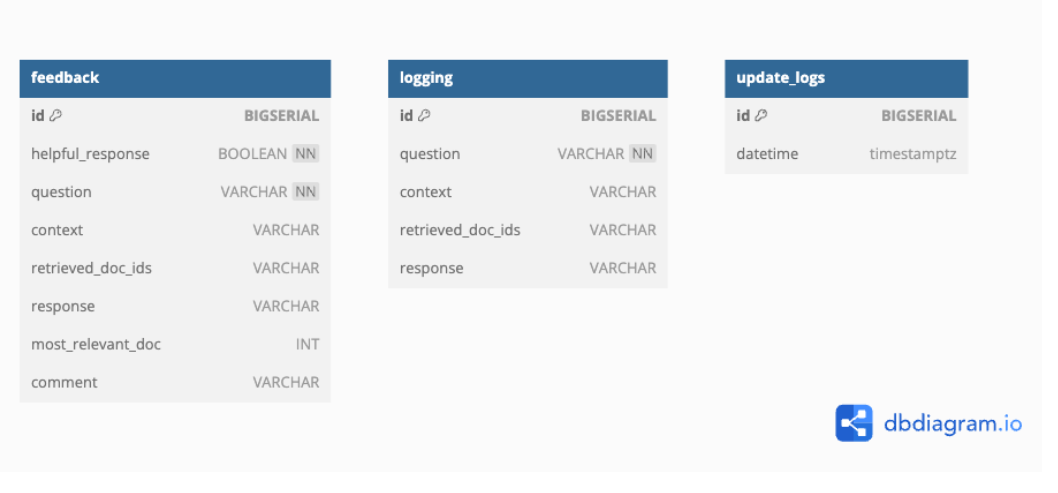 feedback
id BIGSERIAL
helpful_response BOOLEAN NN
question VARCHAR NN
context VARCHAR
retrieved_doc_ids VARCHAR
response VARCHAR
most_relevant_doc INT
comment VARCHAR
logging
id BIGSERIAL
question VARCHAR NN
context VARCHAR
retrieved_doc_ids VARCHAR
response VARCHAR
update_logs
id BIGSERIAL
datetime timestamptz
dbdiagram.io